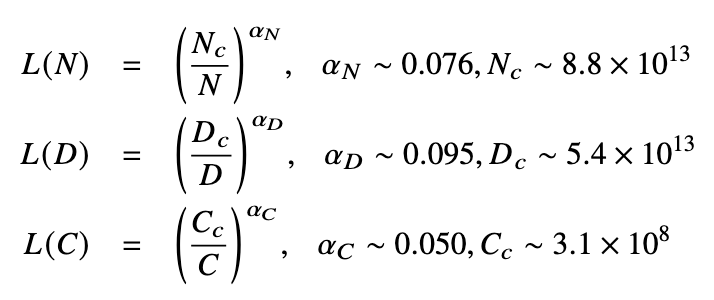 L(N) = (N_c/N)^{α_N}, α_N ∼ 0.076, N_c ∼ 8.8 × 10^{13}
L(D) = (D_c/D)^{α_D}, α_D ∼ 0.095, D_c ∼ 5.4 × 10^{13}
L(C) = (C_c/C)^{α_C}, α_C ∼ 0.050, C_c ∼ 3.1 × 10^8